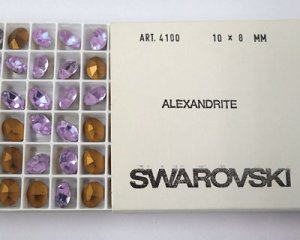 ART. 4100 10 × 8 MM
ALEXANDRITE
SWAROVSKI